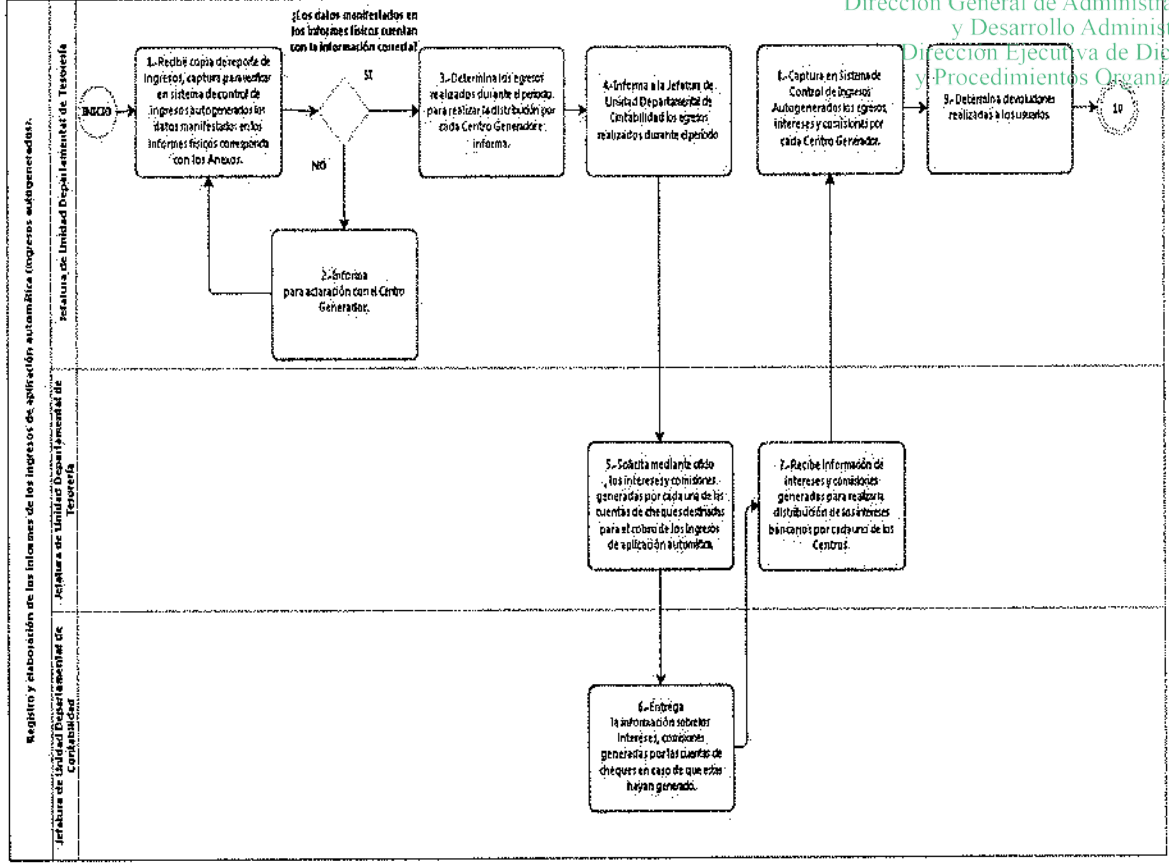 Dirección General de Administra
y Desarrollo Administ
Dirección Ejecutiva de Dic
y Procedimientos Organi
Registro y elaboración de los informes de los ingresos de aplicación automática (ingresos autogenerados).
Jefatura de Unidad Departamental de Tesorería
INICIO
1.-Recibe copia de reporte de
ingresos, captura para verificar
en sistema de control de
ingresos autogenerados los
datos manifestados en los
informes físicos corresponda
con los Anexos.
¿Los datos manifestados en
los informes físicos cuentan
con la información correcta?
SI
NO
2.-Informa
para aclaración con el Centro
Generador.
3.-Determina los egresos
realizados durante el periodo
para realizar la distribución por
cada Centro Generador e
informa.
4.-Informa a la Jefatura de
Unidad Departamental de
Contabilidad los egresos
realizados durante el periodo
8.-Captura en Sistema de
Control de Ingresos
Autogenerados los egresos,
intereses y comisiones por
cada Centro Generador.
9.-Determina devoluciones
realizadas a los usuarios.
10
Jefatura de Unidad Departamental de
Tesorería
5.-Solicita mediante oficio
los intereses y comisiones
generadas por cada una de las
cuentas de cheques destinadas
para el cobro de los ingresos
de aplicación automática.
7.-Recibe información de
intereses y comisiones
generadas para realizar la
distribución de los intereses
bancarios por cada uno de los
Centros.
Jefatura de Unidad Departamental de
Contabilidad
6.-Entrega
la información sobre los
intereses, comisiones
generadas por las cuentas de
cheques en caso de que estas
hayan generado.